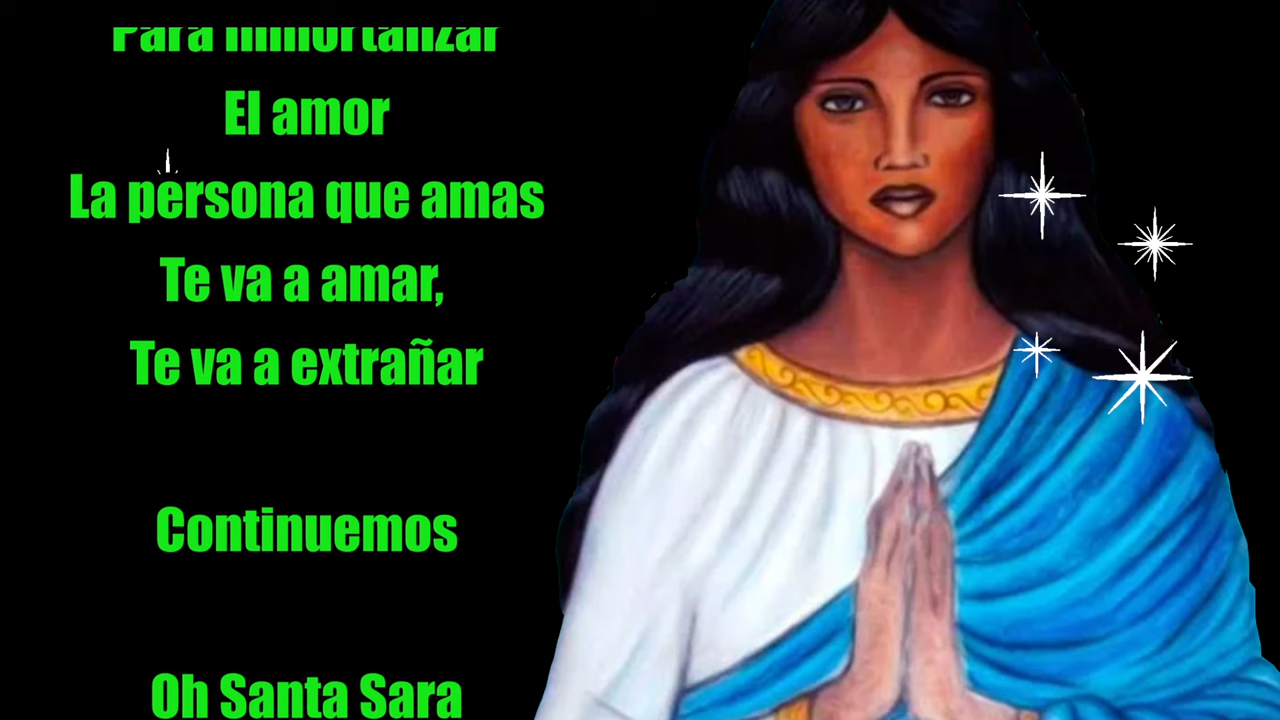 Para inmortalizar
El amor
La persona que amas
Te va a amar,
Te va a extrañar
Continuemos
Oh Santa Sara